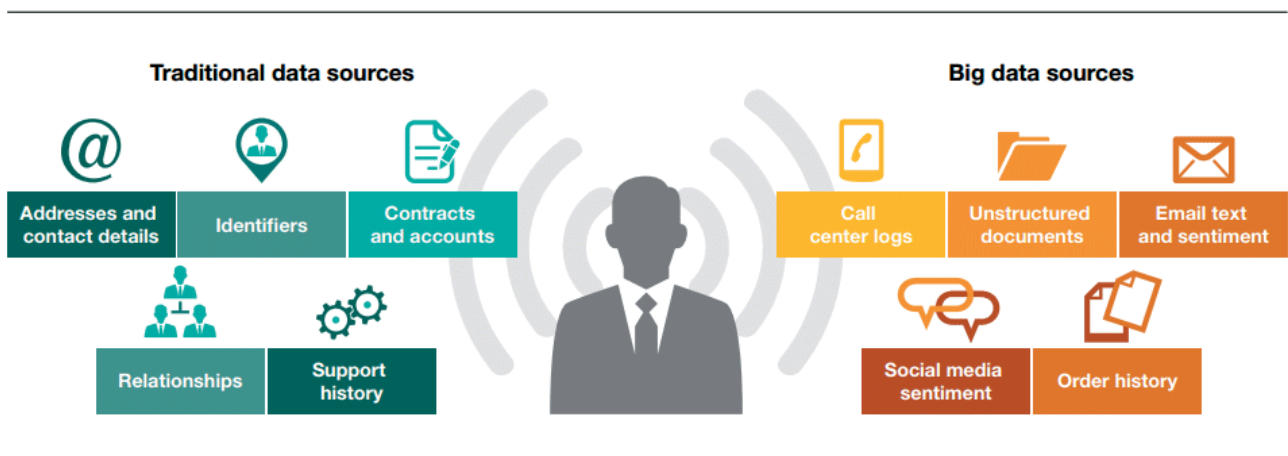 Traditional data sources
Big data sources
@
Addresses and
contact details
Identifiers
Contracts
and accounts
Call
center logs
Unstructured
documents
Email text
and sentiment
Relationships
Support
history
Social media
sentiment
Order history